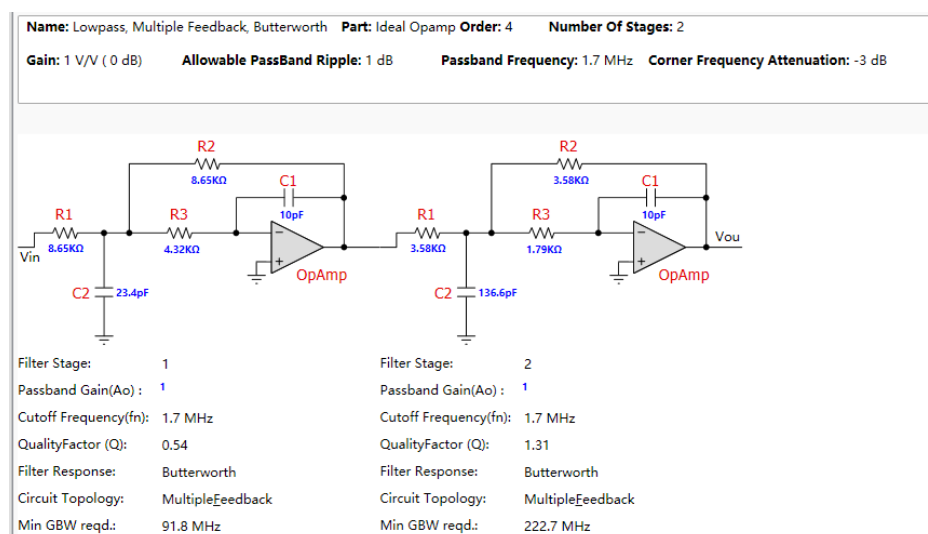 Name: Lowpass, Multiple Feedback, Butterworth Part: Ideal Opamp Order: 4 Number Of Stages: 2
Gain: 1 V/V ( 0 dB) Allowable PassBand Ripple: 1 dB Passband Frequency: 1.7 MHz Corner Frequency Attenuation: -3 dB
R2 R2
8.65KΩ C1 3.58KΩ C1
R1 R3 10pF R1 R3 10pF
8.65KΩ 4.32KΩ 3.58KΩ 1.79KΩ Vou
Vin
OpAmp OpAmp
C2 23.4pF C2 136.6pF
Filter Stage: 1 Filter Stage: 2
Passband Gain(Ao) : 1 Passband Gain(Ao) : 1
Cutoff Frequency(fn): 1.7 MHz Cutoff Frequency(fn): 1.7 MHz
QualityFactor (Q): 0.54 QualityFactor (Q): 1.31
Filter Response: Butterworth Filter Response: Butterworth
Circuit Topology: MultipleFeedback Circuit Topology: MultipleFeedback
Min GBW reqd.: 91.8 MHz Min GBW reqd.: 222.7 MHz